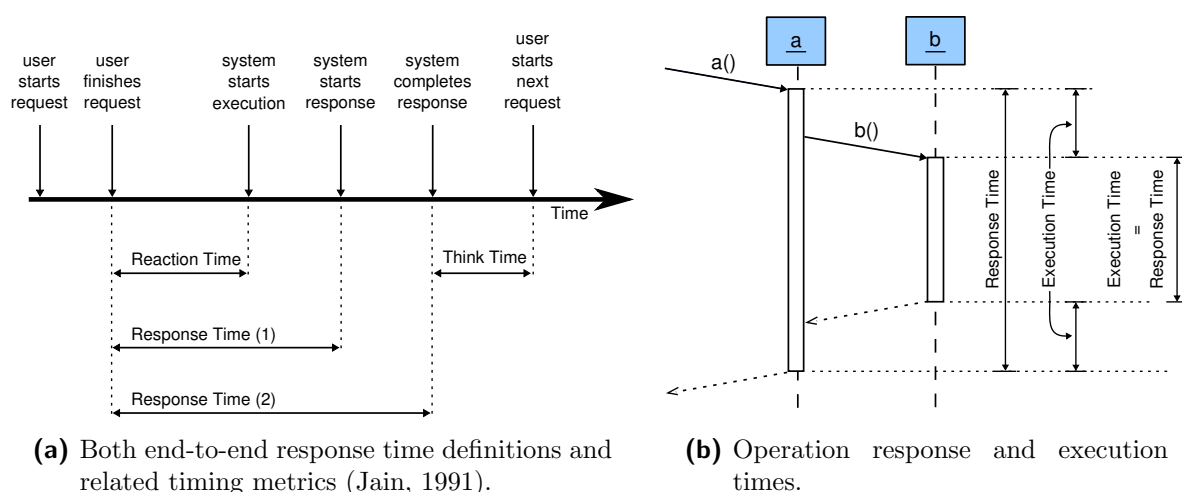 user
starts
request
user
finishes
request
system
starts
execution
system
starts
response
system
completes
response
user
starts
next
request
Time
Reaction Time
Think Time
Response Time (1)
Response Time (2)
(a) Both end-to-end response time definitions and
related timing metrics (Jain, 1991).
a
b
a()
b()
Response Time
Execution Time
Execution Time
=
Response Time
(b) Operation response and execution
times.